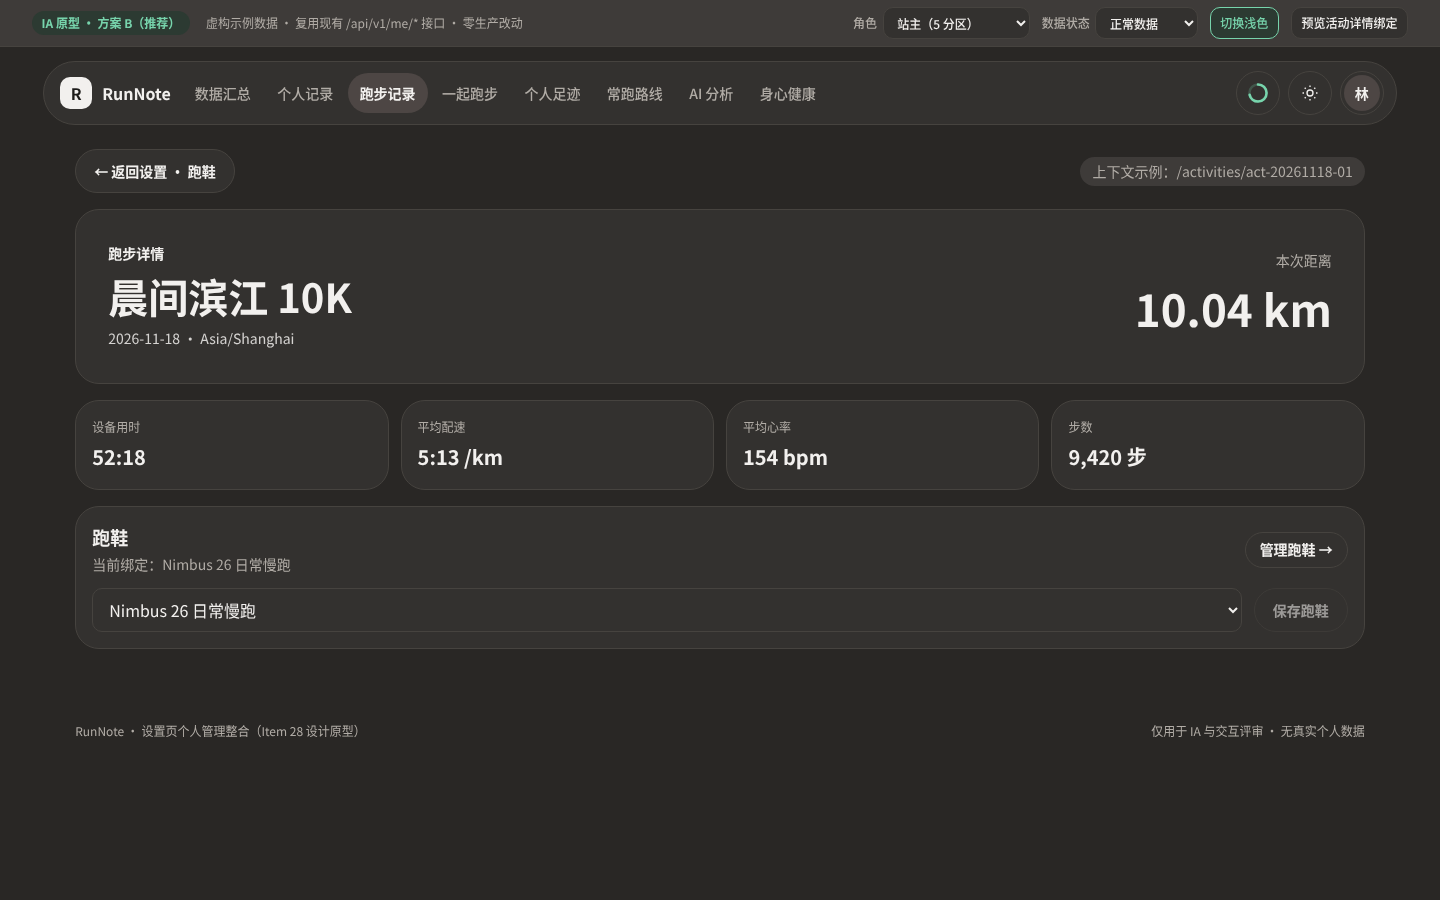 IA 原型 · 方案 B（推荐）
虚构示例数据 · 复用现有 /api/v1/me/* 接口 · 零生产改动
角色
站主（5 分区）
数据状态
正常数据
切换浅色
预览活动详情绑定
R
RunNote
数据汇总
个人记录
跑步记录
一起跑步
个人足迹
常跑路线
AI 分析
身心健康
林
← 返回设置 · 跑鞋
上下文示例：/activities/act-20261118-01
跑步详情
晨间滨江 10K
2026-11-18 · Asia/Shanghai
本次距离
10.04 km
设备用时
52:18
平均配速
5:13 /km
平均心率
154 bpm
步数
9,420 步
跑鞋
当前绑定：Nimbus 26 日常慢跑
管理跑鞋 →
Nimbus 26 日常慢跑
保存跑鞋
RunNote · 设置页个人管理整合（Item 28 设计原型）
仅用于 IA 与交互评审 · 无真实个人数据